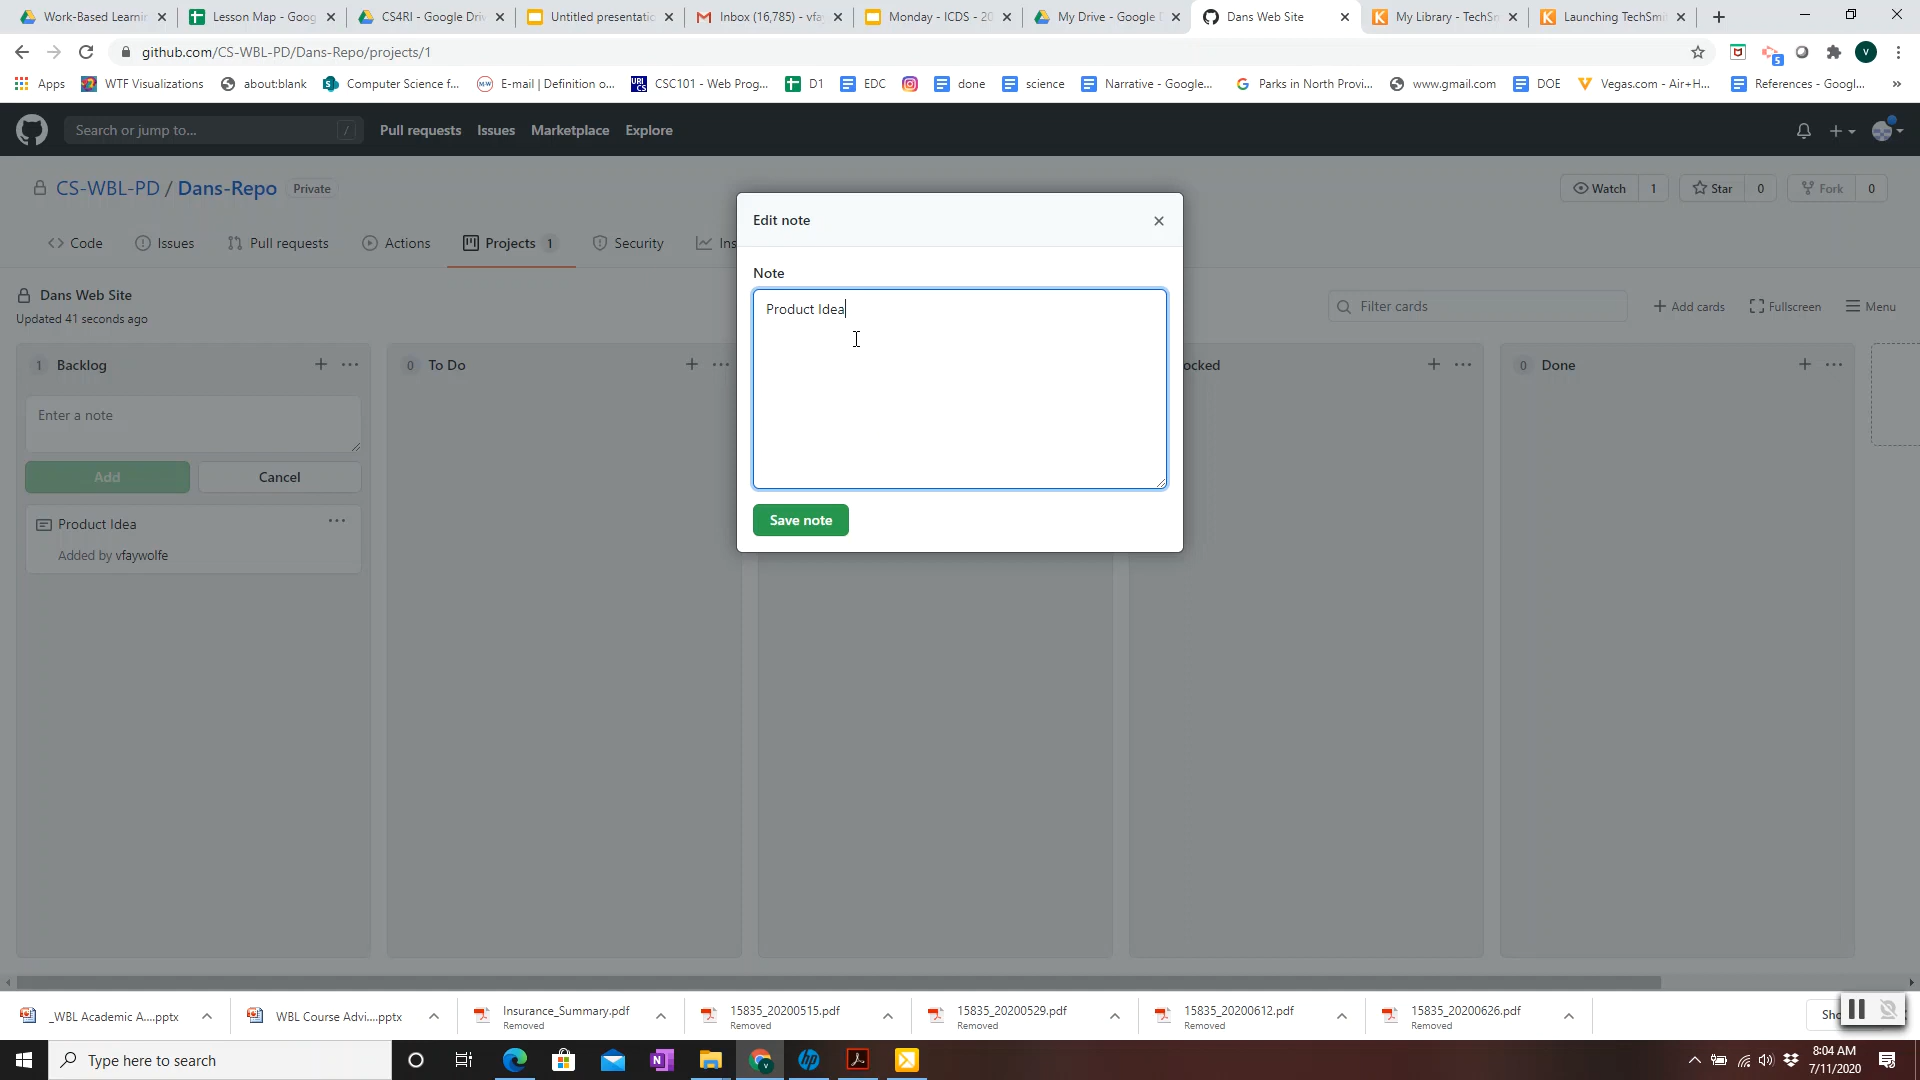 Work-Based Learnin
Lesson Map - Goog
CS4RI - Google Driv
Untitled presentatio
Inbox (16,785) - vfa
Monday - ICDS - 20
My Drive - Google D
Dans Web Site
My Library - TechSm
Launching TechSmit
github.com/CS-WBL-PD/Dans-Repo/projects/1
5
V
Apps
WTF Visualizations
about:blank
Computer Science f...
E-mail | Definition o...
CSC101 - Web Prog...
D1
EDC
done
science
Narrative - Google...
Parks in North Provi...
www.gmail.com
DOE
Vegas.com - Air+H...
References - Googl...
»
Search or jump to...
/
Pull requests
Issues
Marketplace
Explore
CS-WBL-PD / Dans-Repo
Private
Watch
1
Star
0
Fork
0
Code
Issues
Pull requests
Actions
Projects 1
Security
Ins
Dans Web Site
Updated 41 seconds ago
Filter cards
+ Add cards
Fullscreen
Menu
Edit note
Note
Product Idea
Save note
1 Backlog
Enter a note
Add
Cancel
Product Idea
Added by vfaywolfe
0 To Do
ocked
0 Done
_WBL Academic A....pptx
WBL Course Advi....pptx
Insurance_Summary.pdf
Removed
15835_20200515.pdf
Removed
15835_20200529.pdf
Removed
15835_20200612.pdf
Removed
15835_20200626.pdf
Removed
Sho
Type here to search
8:04 AM
7/11/2020